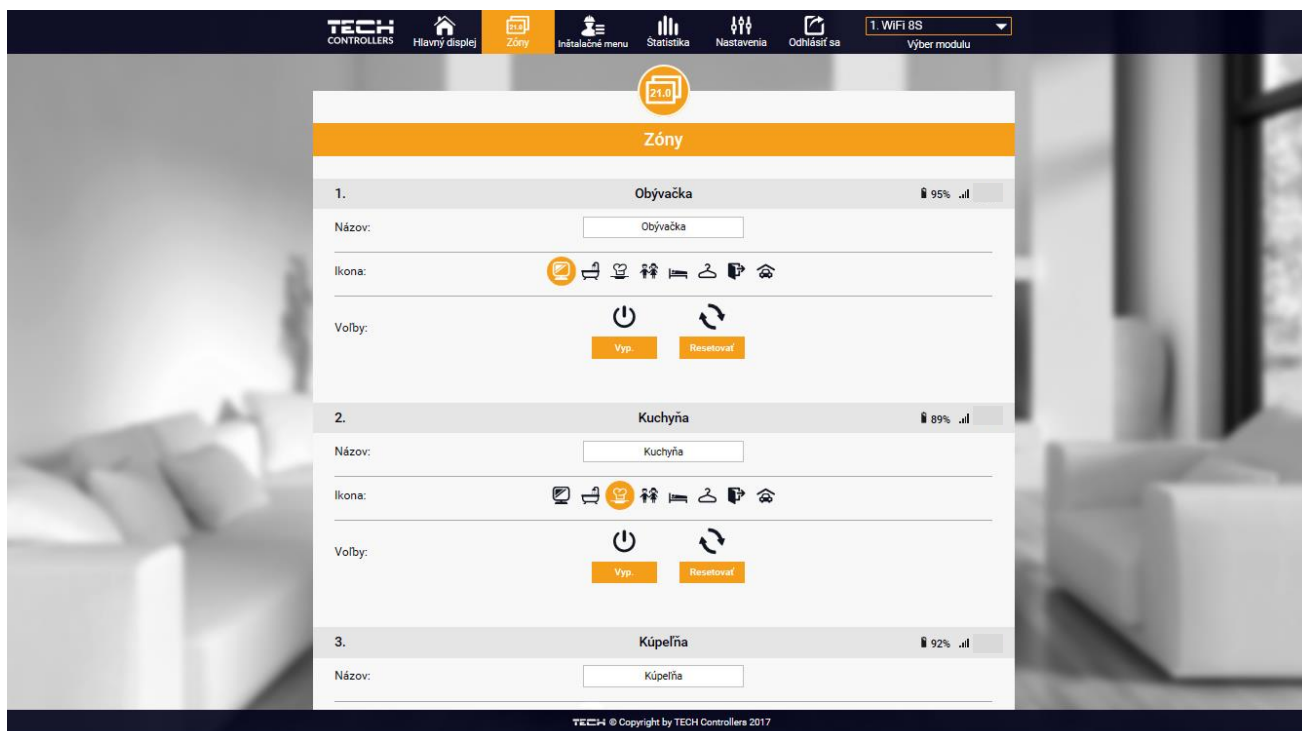 TECH
CONTROLLERS
Hlavný displej
21.0
Zóny
Inštalačné menu
Štatistika
Nastavenia
Odhlásiť sa
1. WiFi 8S
Výber modulu
21.0
Zóny
1. Obývačka 95%
Názov: Obývačka
Ikona:
Voľby:
Vyp. Resetovať
2. Kuchyňa 89%
Názov: Kuchyňa
Ikona:
Voľby:
Vyp. Resetovať
3. Kúpeľňa 92%
Názov: Kúpeľňa
TECH © Copyright by TECH Controllers 2017